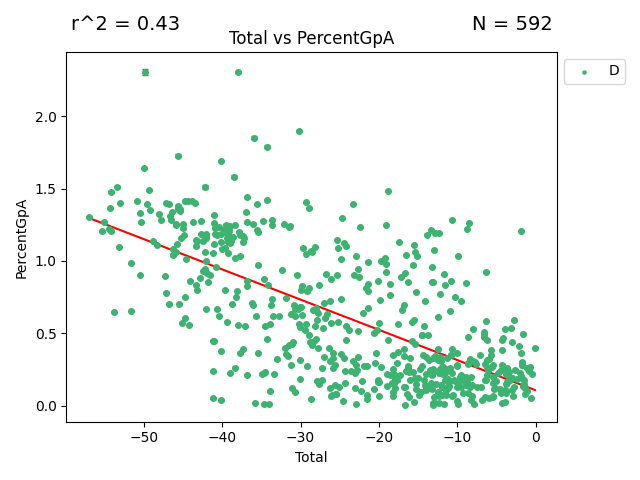 r^2 = 0.43
N = 592
Total vs PercentGpA
D
2.0
1.5
1.0
0.5
0.0
PercentGpA
−50
−40
−30
−20
−10
0
Total